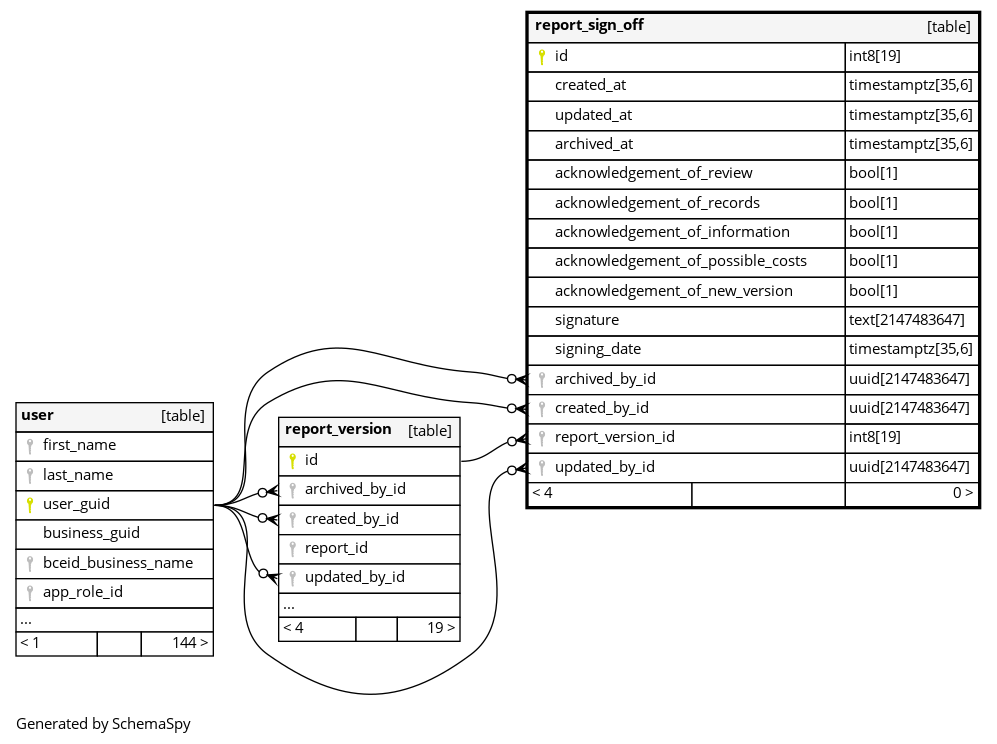 report_sign_off [table]
id int8[19]
created_at timestamptz[35,6]
updated_at timestamptz[35,6]
archived_at timestamptz[35,6]
acknowledgement_of_review bool[1]
acknowledgement_of_records bool[1]
acknowledgement_of_information bool[1]
acknowledgement_of_possible_costs bool[1]
acknowledgement_of_new_version bool[1]
signature text[2147483647]
signing_date timestamptz[35,6]
archived_by_id uuid[2147483647]
created_by_id uuid[2147483647]
report_version_id int8[19]
updated_by_id uuid[2147483647]
< 4 0 >
user [table]
first_name
last_name
user_guid
business_guid
bceid_business_name
app_role_id
...
< 1 144 >
report_version [table]
id
archived_by_id
created_by_id
report_id
updated_by_id
...
< 4 19 >
Generated by SchemaSpy